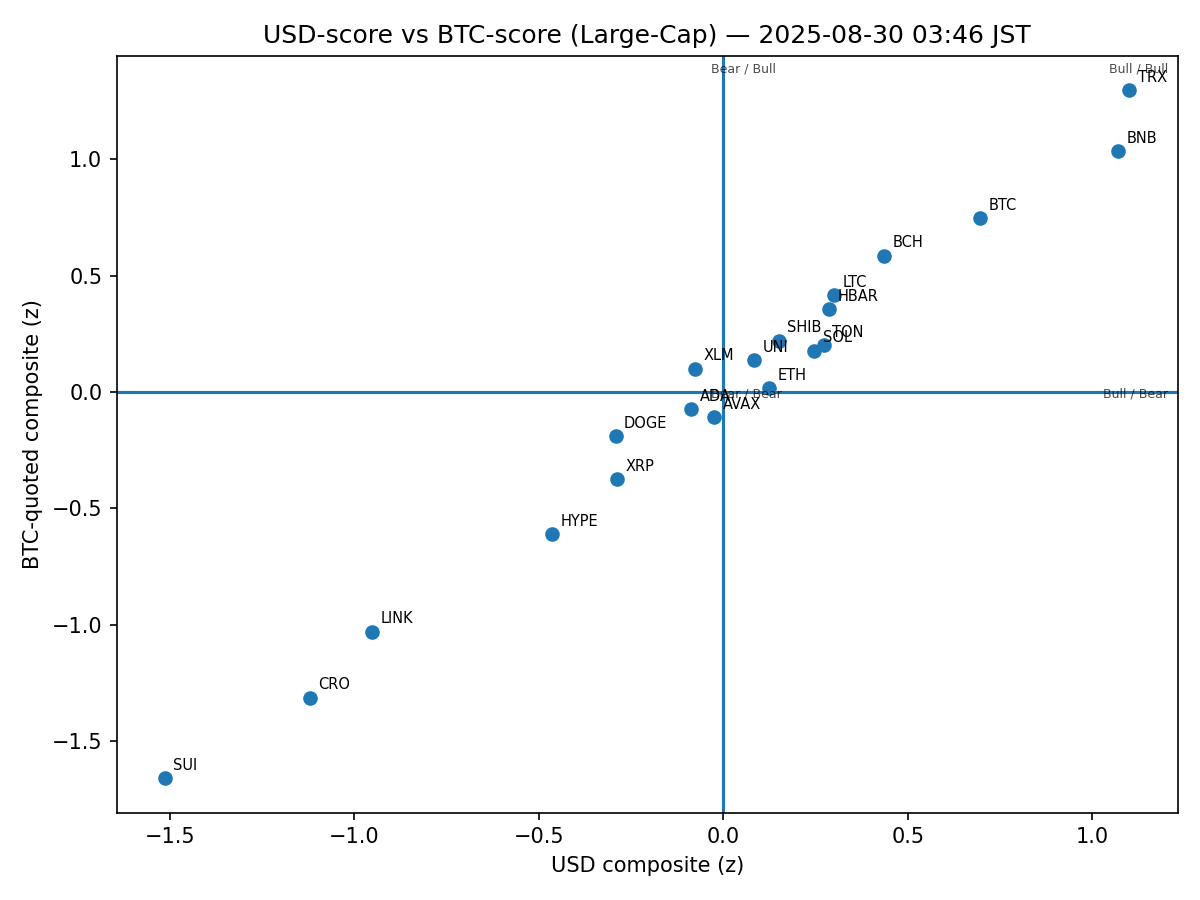 USD-score vs BTC-score (Large-Cap) — 2025-08-30 03:46 JST
Bear / Bull
Bull / Bull
TRX
BNB
BTC
BCH
LTC
HBAR
SHIB
TON
SOL
UNI
XLM
ETH
Bear / Bear
Bull / Bear
ADA
AVAX
DOGE
XRP
HYPE
LINK
CRO
SUI
1.0
0.5
0.0
−0.5
−1.0
−1.5
BTC-quoted composite (z)
−1.5
−1.0
−0.5
0.0
0.5
1.0
USD composite (z)